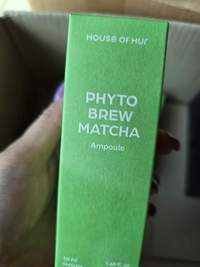 HOUSE OF HUR
PHYTO
BREW
MATCHA
Ampoule
50 ml
1.69 fl. oz